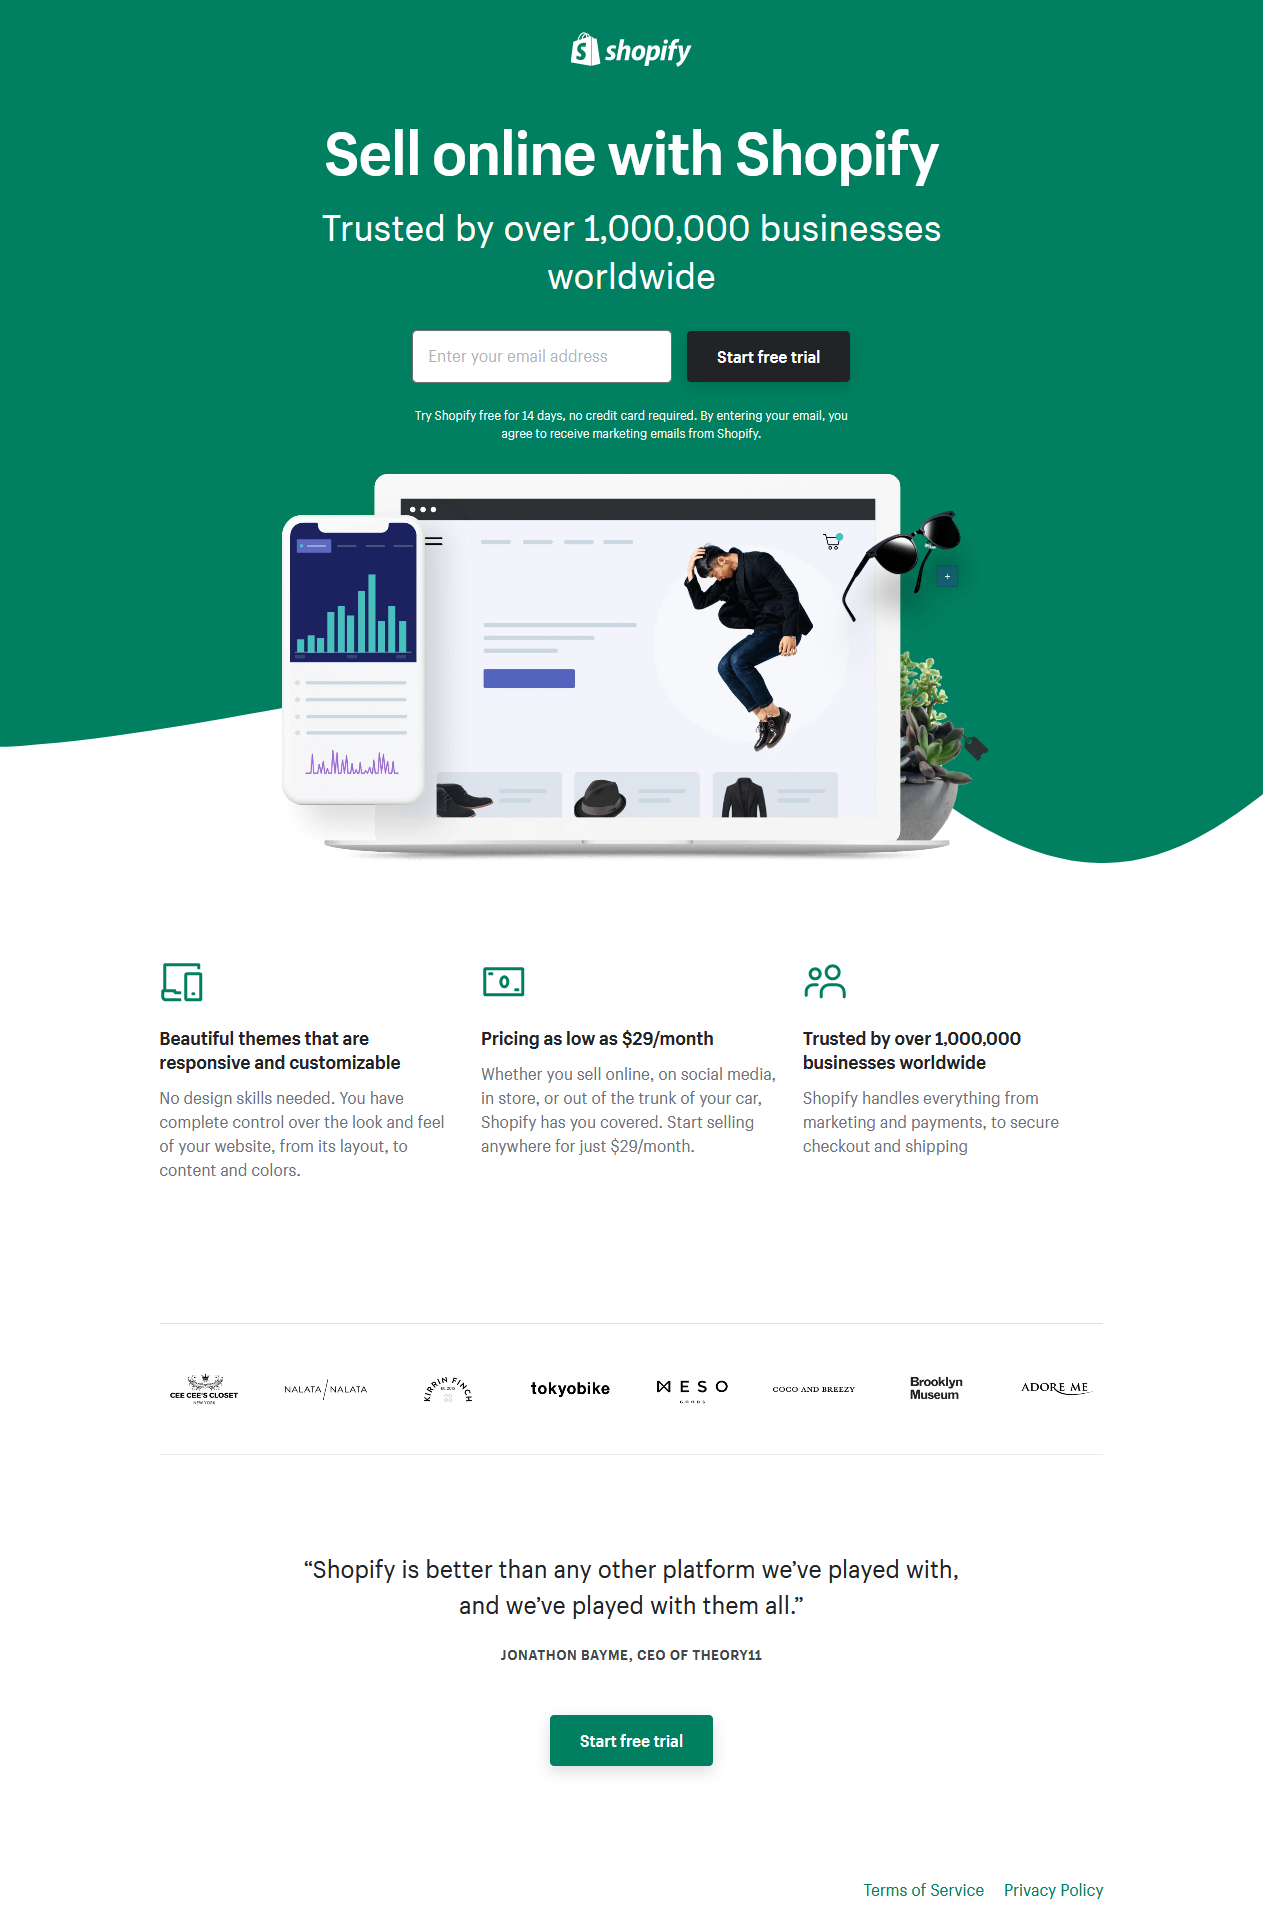 shopify
Sell online with Shopify
Trusted by over 1,000,000 businesses
worldwide
Enter your email address
Start free trial
Try Shopify free for 14 days, no credit card required. By entering your email, you
agree to receive marketing emails from Shopify.
Beautiful themes that are
responsive and customizable
No design skills needed. You have
complete control over the look and feel
of your website, from its layout, to
content and colors.
Pricing as low as $29/month
Whether you sell online, on social media,
in store, or out of the trunk of your car,
Shopify has you covered. Start selling
anywhere for just $29/month.
Trusted by over 1,000,000
businesses worldwide
Shopify handles everything from
marketing and payments, to secure
checkout and shipping
CEE CEE'S CLOSET
NEW YORK
NALATA / NALATA
KIRRIN FINCH
EST. 2015
tokyobike
MESO
GOODS
COCO AND BREEZY
Brooklyn
Museum
ADORE ME
“Shopify is better than any other platform we’ve played with,
and we’ve played with them all.”
JONATHON BAYME, CEO OF THEORY11
Start free trial
Terms of Service
Privacy Policy